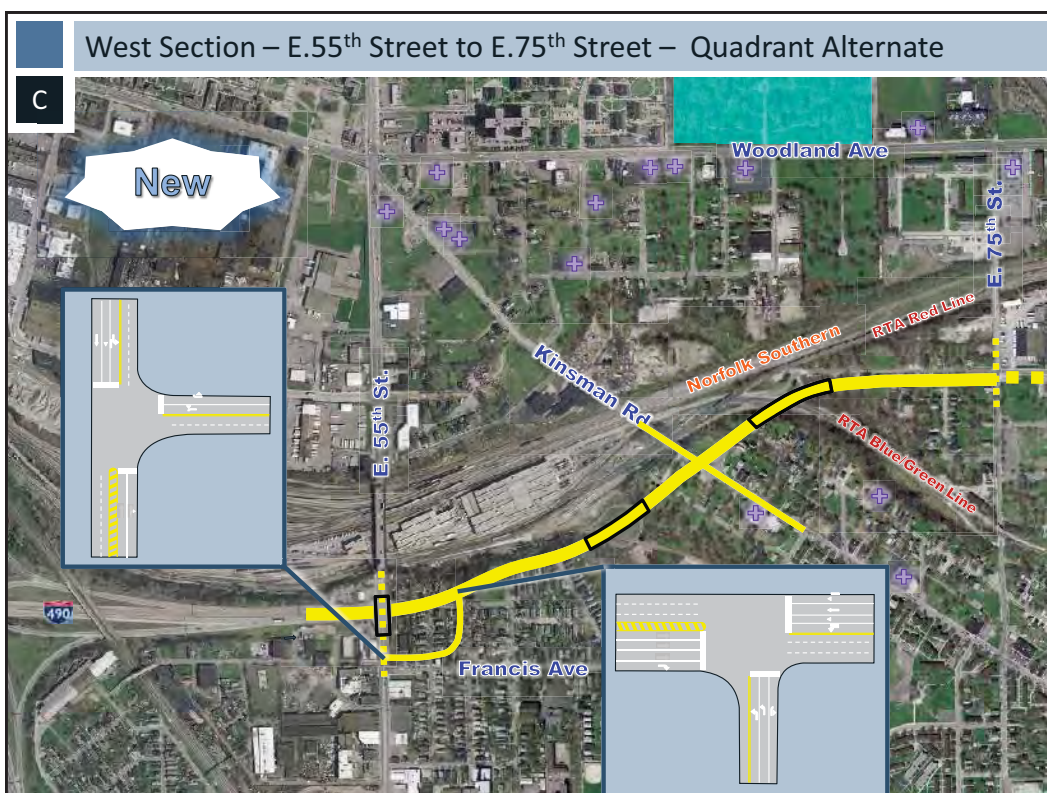 West Section – E.55th Street to E.75th Street – Quadrant Alternate
C
New
Woodland Ave
E. 75th St.
RTA Red Line
Norfolk Southern
Kinsman Rd
E. 55th St.
RTA Blue/Green Line
490
Francis Ave